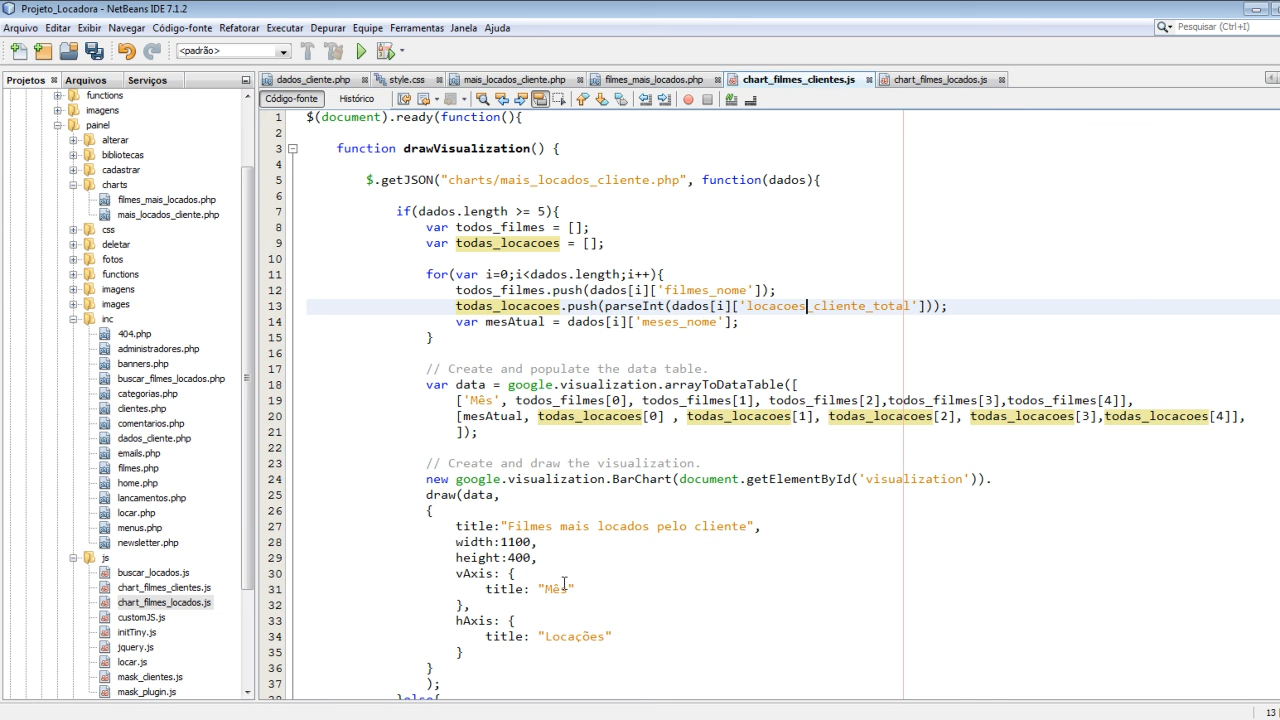 Projeto_Locadora - NetBeans IDE 7.1.2
Arquivo Editar Exibir Navegar Código-fonte Refatorar Executar Depurar Equipe Ferramentas Janela Ajuda
Pesquisar (Ctrl+I)
<padrão>
Projetos Arquivos Serviços
dados_cliente.php style.css mais_locados_cliente.php filmes_mais_locados.php chart_filmes_clientes.js chart_filmes_locados.js
Código-fonte Histórico
functions
imagens
painel
alterar
bibliotecas
cadastrar
charts
filmes_mais_locados.php
mais_locados_cliente.php
css
deletar
fotos
functions
imagens
images
inc
404.php
administradores.php
banners.php
buscar_filmes_locados.php
categorias.php
clientes.php
comentarios.php
dados_cliente.php
emails.php
filmes.php
home.php
lancamentos.php
locar.php
menus.php
newsletter.php
js
buscar_locados.js
chart_filmes_clientes.js
chart_filmes_locados.js
customJS.js
initTiny.js
jquery.js
locar.js
mask_clientes.js
mask_plugin.js
1 $(document).ready(function(){
2
3 function drawVisualization() {
4
5 $.getJSON("charts/mais_locados_cliente.php", function(dados){
6
7 if(dados.length >= 5){
8 var todos_filmes = [];
9 var todas_locacoes = [];
10
11 for(var i=0;i<dados.length;i++){
12 todos_filmes.push(dados[i]['filmes_nome']);
13 todas_locacoes.push(parseInt(dados[i]['locacoes_cliente_total']));
14 var mesAtual = dados[i]['meses_nome'];
15 }
16
17 // Create and populate the data table.
18 var data = google.visualization.arrayToDataTable([
19 ['Mês', todos_filmes[0], todos_filmes[1], todos_filmes[2],todos_filmes[3],todos_filmes[4]],
20 [mesAtual, todas_locacoes[0] , todas_locacoes[1], todas_locacoes[2], todas_locacoes[3],todas_locacoes[4]],
21 ]);
22
23 // Create and draw the visualization.
24 new google.visualization.BarChart(document.getElementById('visualization')).
25 draw(data,
26 {
27 title:"Filmes mais locados pelo cliente",
28 width:1100,
29 height:400,
30 vAxis: {
31 title: "Mês"
32 },
33 hAxis: {
34 title: "Locações"
35 }
36 }
37 );
38 }else{
13